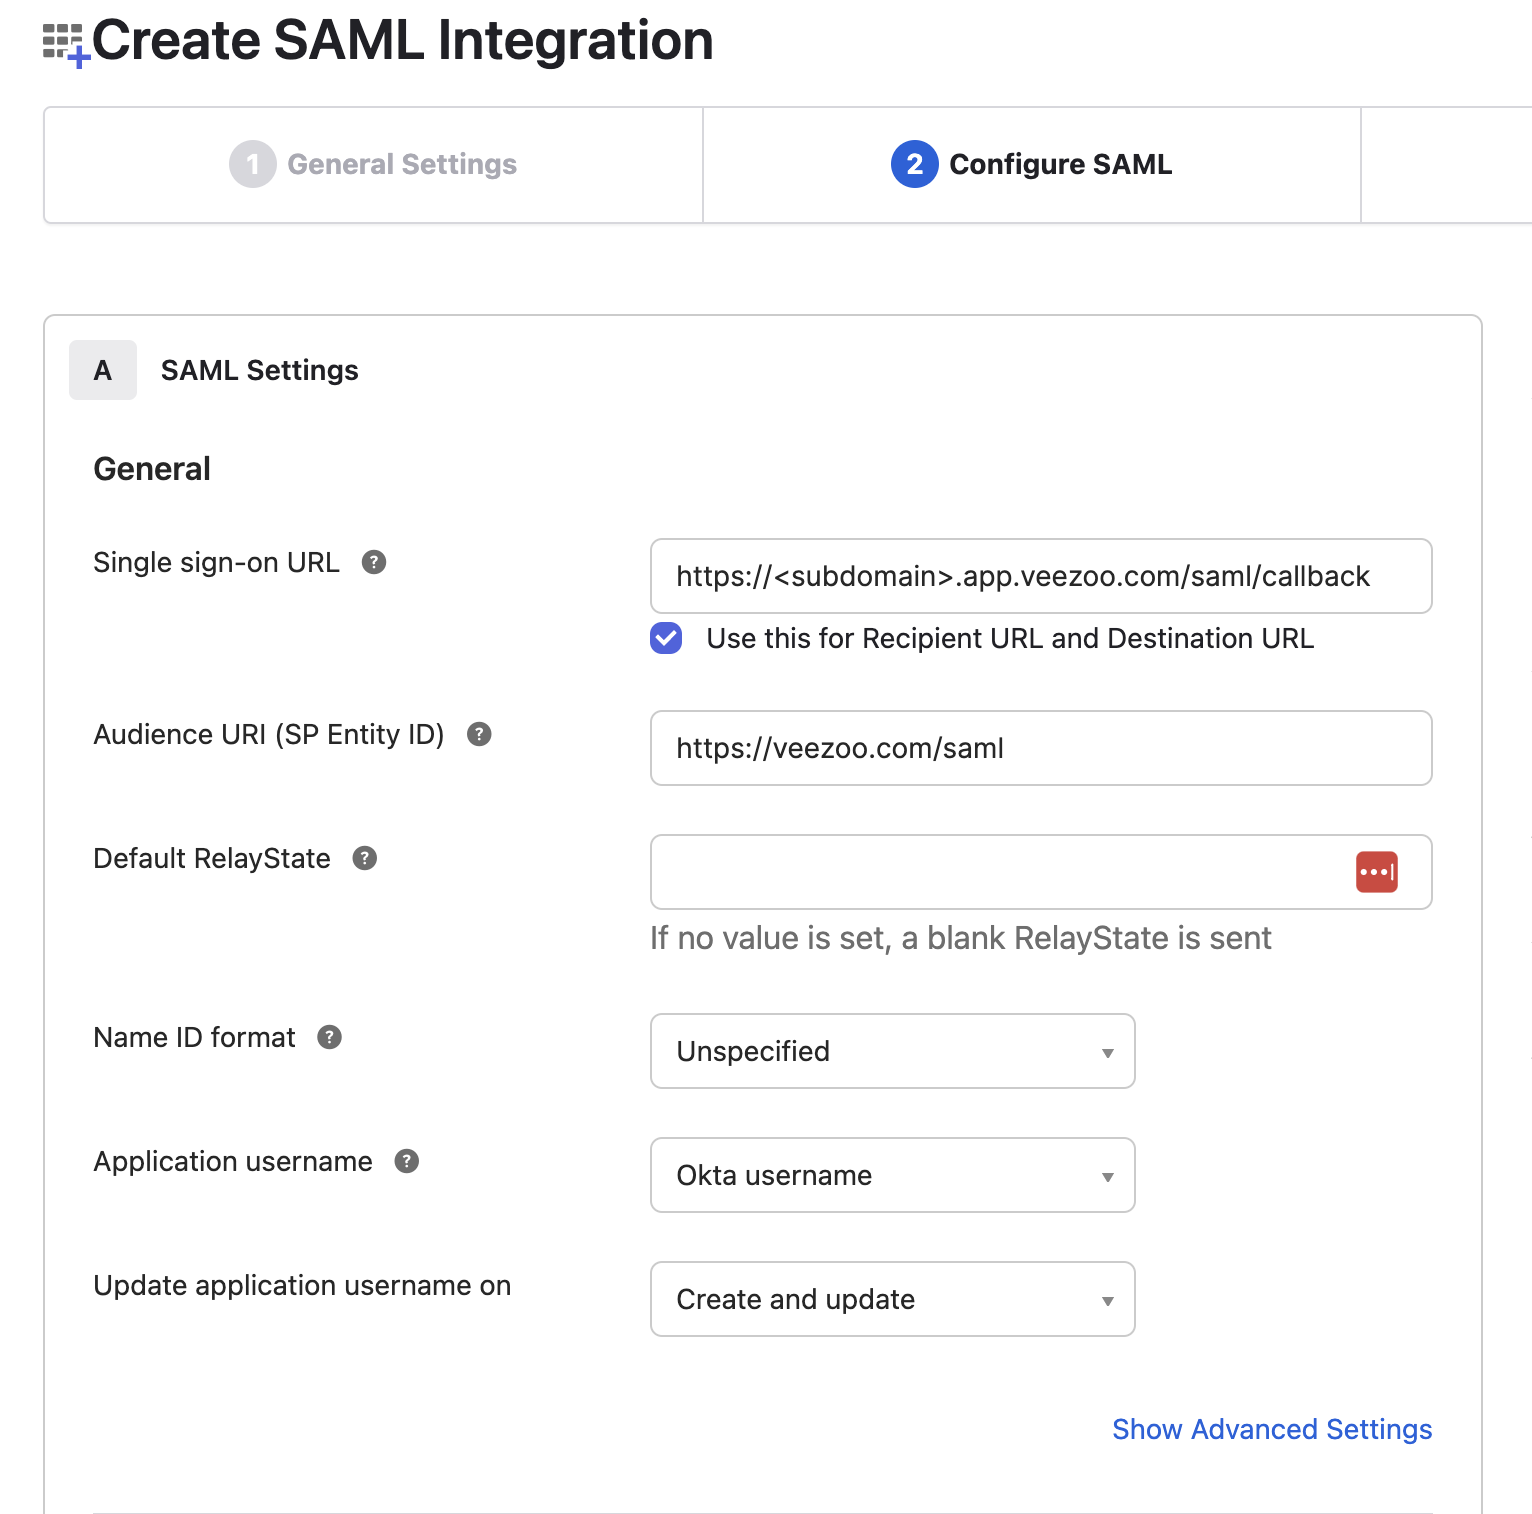 Create SAML Integration
1 General Settings
2 Configure SAML
A SAML Settings
General
Single sign-on URL ?
https://<subdomain>.app.veezoo.com/saml/callback
Use this for Recipient URL and Destination URL
Audience URI (SP Entity ID) ?
https://veezoo.com/saml
Default RelayState ?
If no value is set, a blank RelayState is sent
Name ID format ?
Unspecified
Application username ?
Okta username
Update application username on
Create and update
Show Advanced Settings